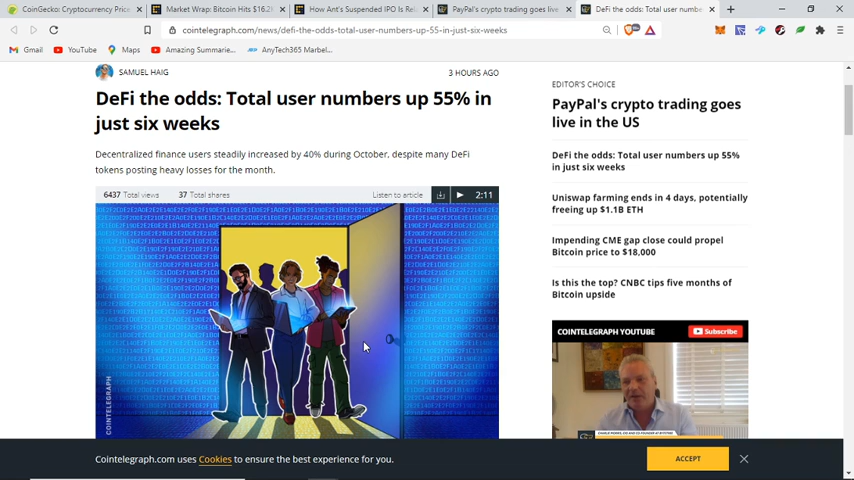 CoinGecko: Cryptocurrency Price
Market Wrap: Bitcoin Hits $16.2K
How Ant's Suspended IPO Is Rela
PayPal's crypto trading goes live
DeFi the odds: Total user number
cointelegraph.com/news/defi-the-odds-total-user-numbers-up-55-in-just-six-weeks
Gmail
YouTube
Maps
Amazing Summarie...
AnyTech365 Marbel...
SAMUEL HAIG
3 HOURS AGO
DeFi the odds: Total user numbers up 55% in
just six weeks
Decentralized finance users steadily increased by 40% during October, despite many DeFi
tokens posting heavy losses for the month.
6437 Total views
37 Total shares
Listen to article
2:11
COINTELEGRAPH
EDITOR'S CHOICE
PayPal's crypto trading goes
live in the US
DeFi the odds: Total user numbers up 55%
in just six weeks
Uniswap farming ends in 4 days, potentially
freeing up $1.1B ETH
Impending CME gap close could propel
Bitcoin price to $18,000
Is this the top? CNBC tips five months of
Bitcoin upside
COINTELEGRAPH YOUTUBE
Subscribe
Cointelegraph.com uses Cookies to ensure the best experience for you.
ACCEPT